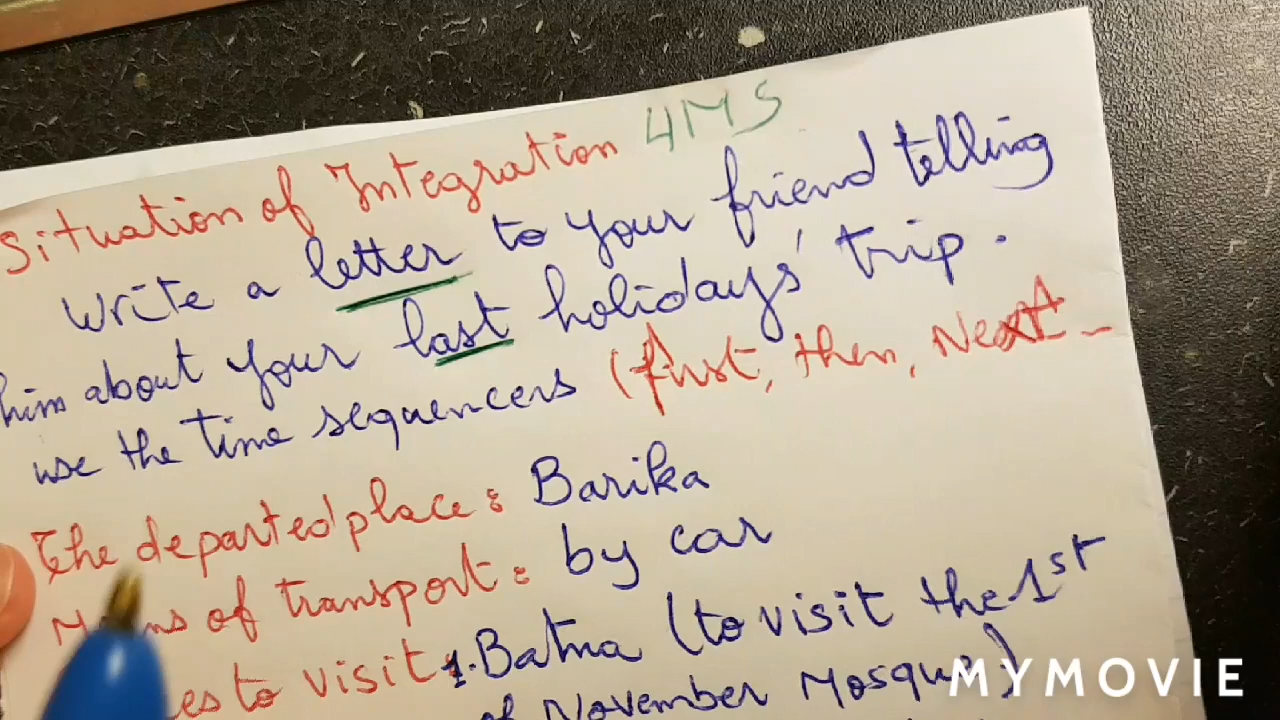 Situation of Integration 4MS
Write a letter to your friend telling
him about your last holidays' trip.
use the time sequencers (first, then, Next -
The departed place: Barika
of transport: by car
to visit: 1. Batna (to visit the 1st
of November Mosque)
MYMOVIE